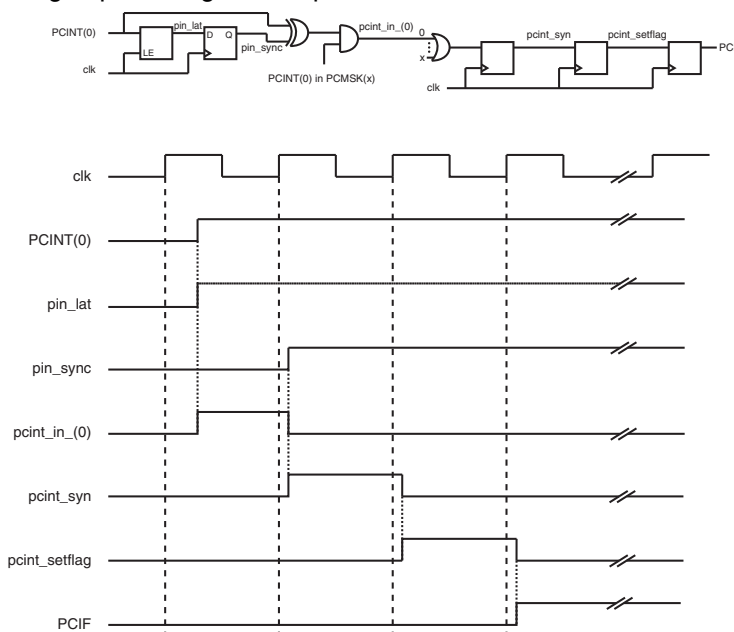 PCINT(0)
pin_lat
D Q
LE
pin_sync
clk
PCINT(0) in PCMSK(x)
pcint_in_(0)
0
x
clk
pcint_syn
pcint_setflag
PC
clk
PCINT(0)
pin_lat
pin_sync
pcint_in_(0)
pcint_syn
pcint_setflag
PCIF